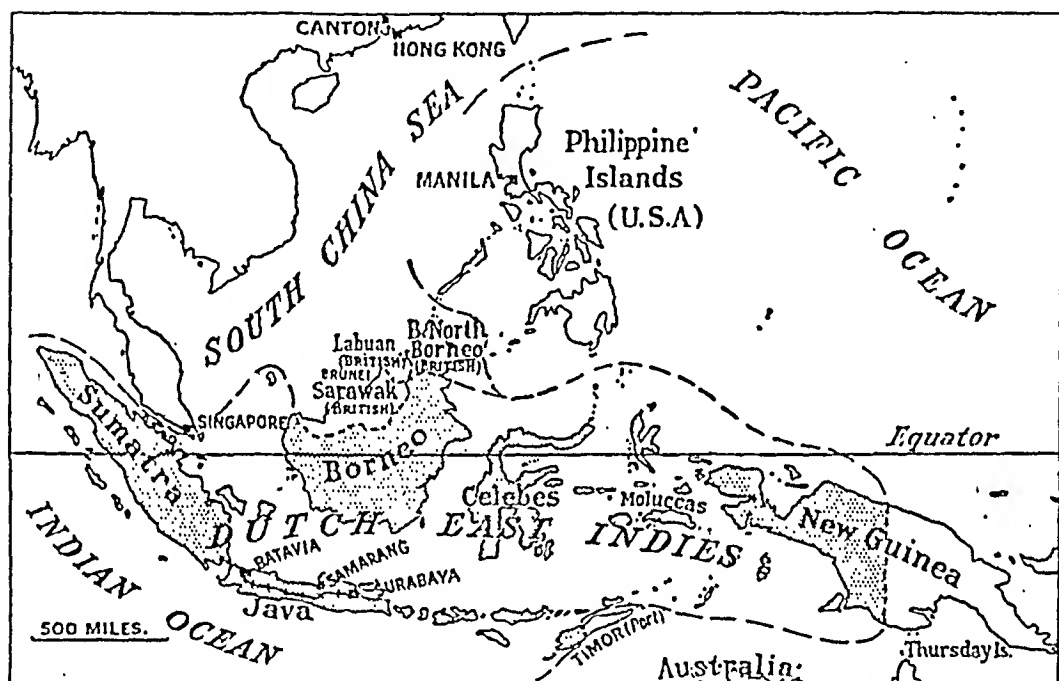 CANTON
HONG KONG
SOUTH CHINA SEA
PACIFIC OCEAN
Philippine
Islands
(U.S.A)
MANILA
Labuan
(BRITISH)
BRUNEI
Sarawak
(BRITISH)
B. North
Borneo
(BRITISH)
SINGAPORE
Sumatra
Borneo
Equator
Celebes
Moluccas
New Guinea
DUTCH EAST INDIES
BATAVIA
SAMARANG
SURABAYA
Java
INDIAN OCEAN
500 MILES.
TIMOR (Port)
Thursday Is.
Australia